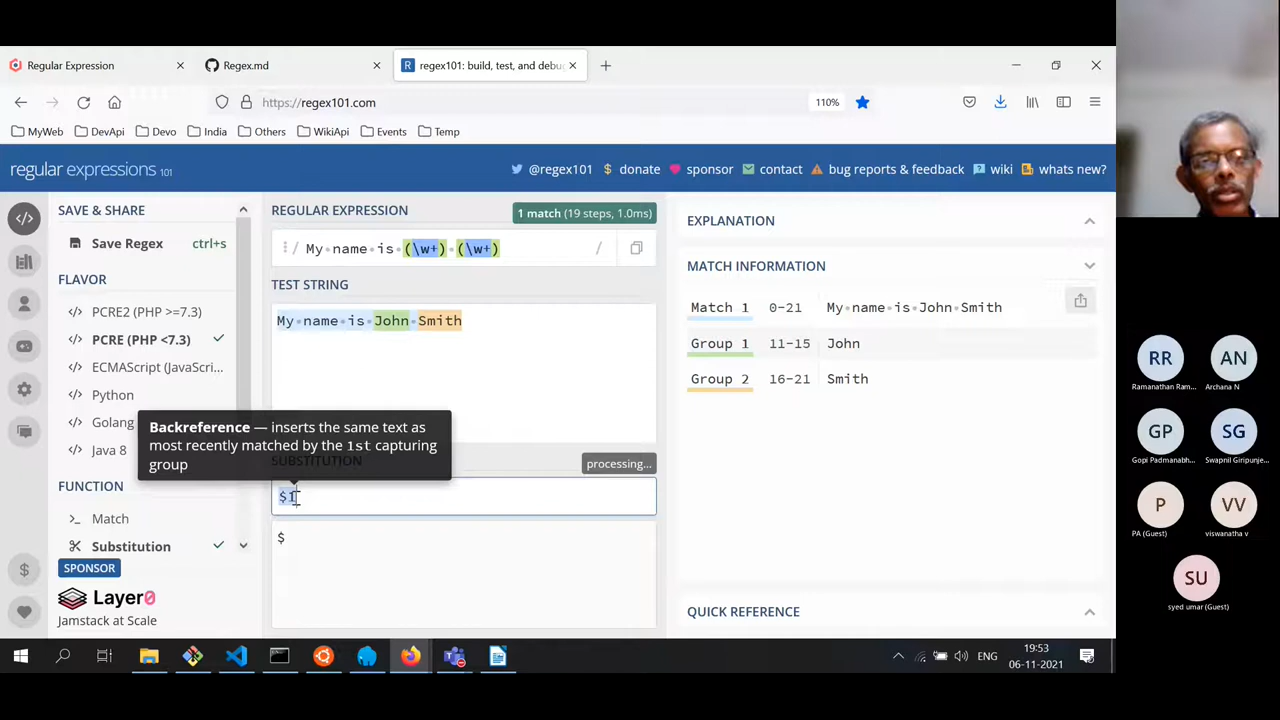 Regular Expression
Regex.md
regex101: build, test, and debu
https://regex101.com
110%
MyWeb
DevApi
Devo
India
Others
WikiApi
Events
Temp
regular expressions 101
@regex101
$ donate
sponsor
contact
bug reports & feedback
wiki
whats new?
SAVE & SHARE
Save Regex ctrl+s
FLAVOR
</> PCRE2 (PHP >=7.3)
</> PCRE (PHP <7.3)
</> ECMAScript (JavaScri...
</> Python
</> Golang
</> Java 8
FUNCTION
>_ Match
Substitution
SPONSOR
Layer0
Jamstack at Scale
REGULAR EXPRESSION
1 match (19 steps, 1.0ms)
/ My·name·is·(\w+)·(\w+) /
TEST STRING
My·name·is·John·Smith
Backreference — inserts the same text as
most recently matched by the 1st capturing
group
SUBSTITUTION
processing...
$1
$
EXPLANATION
MATCH INFORMATION
Match 1 0-21 My·name·is·John·Smith
Group 1 11-15 John
Group 2 16-21 Smith
QUICK REFERENCE
RR
Ramanathan Ram...
AN
Archana N
GP
Gopi Padmanabh...
SG
Swapnil Giripunje...
P
PA (Guest)
VV
viswanatha v
SU
syed umar (Guest)
ENG
19:53
06-11-2021